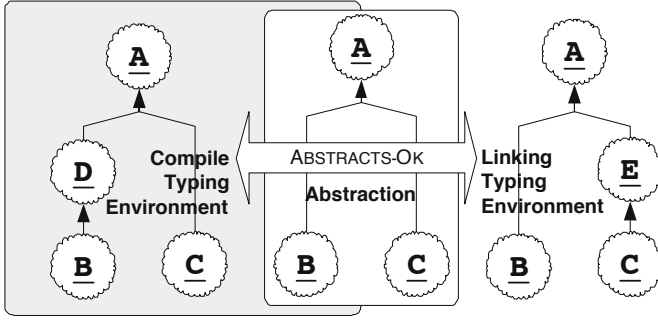 A A A
D Compile Typing Environment ABSTRACTS-OK Abstraction Linking Typing Environment E
B C B C B C